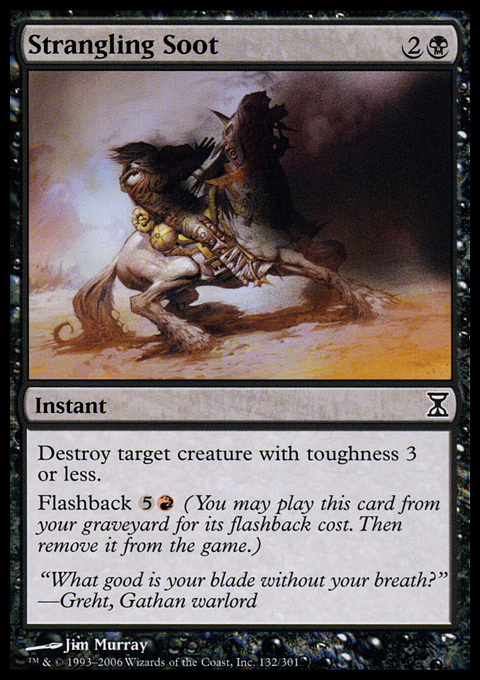 Strangling Soot 2
Instant
Destroy target creature with toughness 3
or less.
Flashback 5 (You may play this card from
your graveyard for its flashback cost. Then
remove it from the game.)
“What good is your blade without your breath?”
—Greht, Gathan warlord
Jim Murray
™ & © 1993–2006 Wizards of the Coast, Inc. 132/301